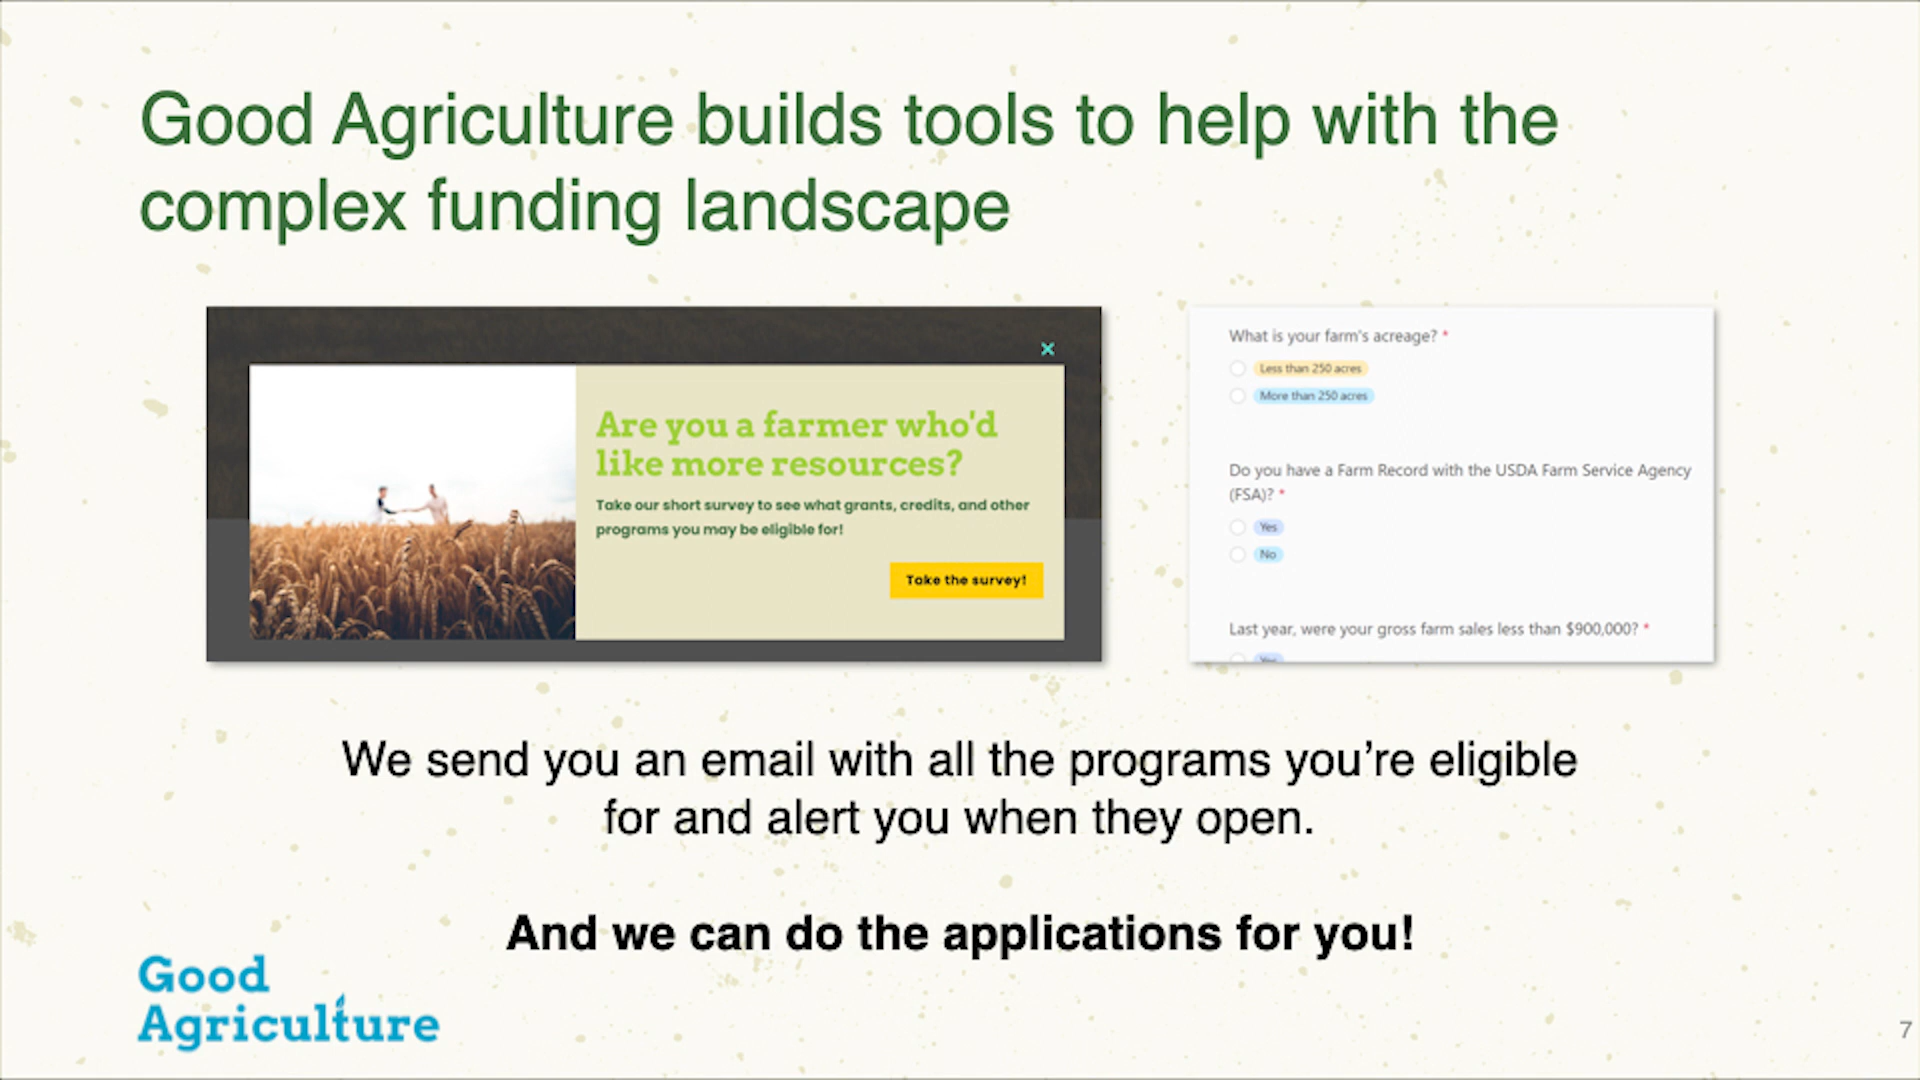 Good Agriculture builds tools to help with the
complex funding landscape
×
Are you a farmer who'd
like more resources?
Take our short survey to see what grants, credits, and other
programs you may be eligible for!
Take the survey!
What is your farm's acreage? *
Less than 250 acres
More than 250 acres
Do you have a Farm Record with the USDA Farm Service Agency
(FSA)? *
Yes
No
Last year, were your gross farm sales less than $900,000? *
Yes
We send you an email with all the programs you’re eligible
for and alert you when they open.
And we can do the applications for you!
Good
Agriculture
7